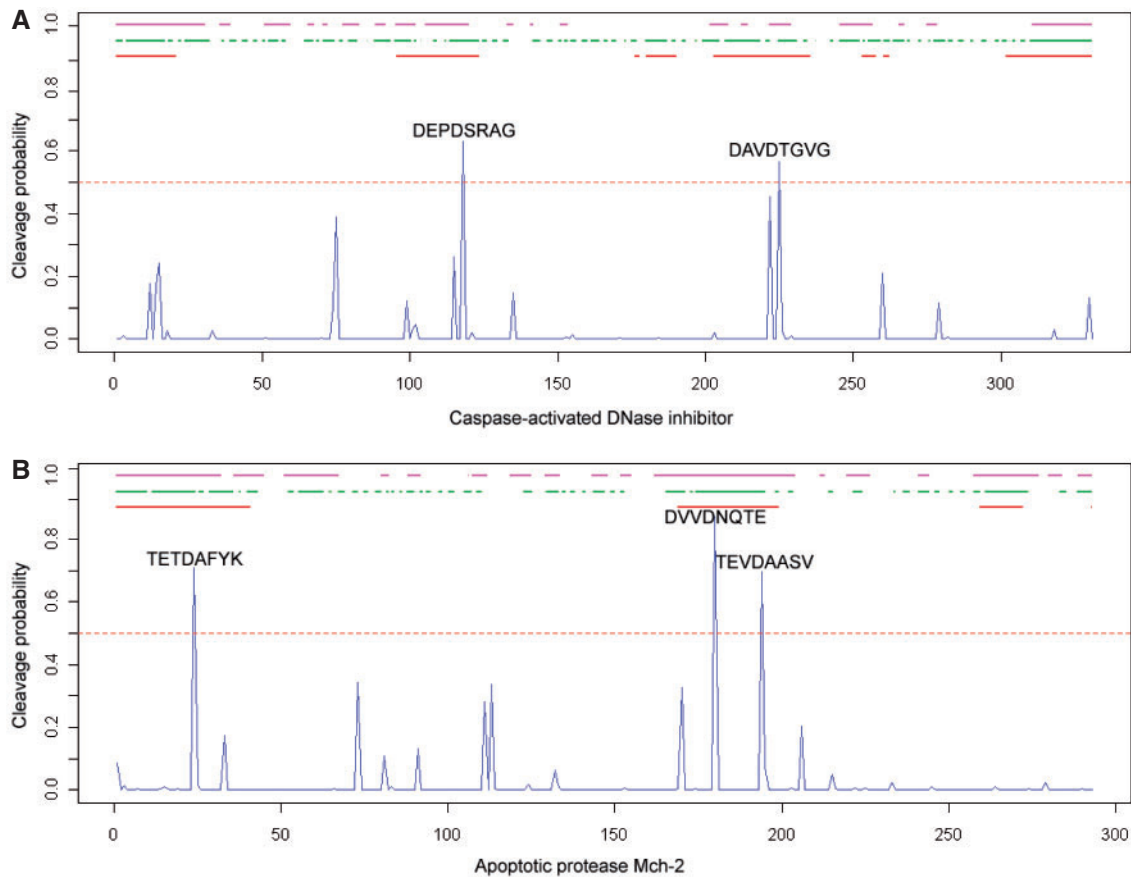 A
1.0
0.8
0.6
0.4
0.2
0.0
Cleavage probability
DEPDSRAG
DAVDTGVG
0 50 100 150 200 250 300
Caspase-activated DNase inhibitor
B
1.0
0.8
0.6
0.4
0.2
0.0
Cleavage probability
DVVDNQTE
TETDAFYK
TEVDAASV
0 50 100 150 200 250 300
Apoptotic protease Mch-2